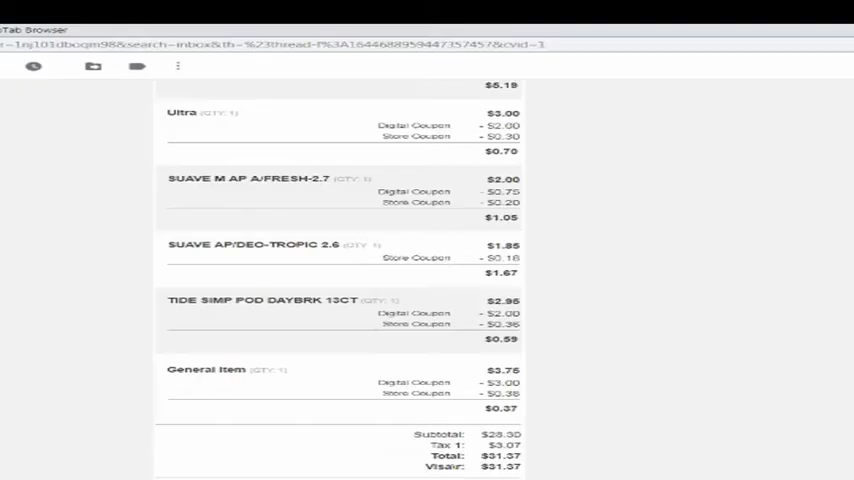 Tab Browser
$5.19
Ultra (QTY: 1) $3.00
Digital Coupon - $2.00
Store Coupon - $0.30
$0.70
SUAVE M AP A/FRESH-2.7 (QTY: 1) $2.00
Digital Coupon - $0.75
Store Coupon - $0.20
$1.05
SUAVE AP/DEO-TROPIC 2.6 (QTY: 1) $1.85
Store Coupon - $0.18
$1.67
TIDE SIMP POD DAYBRK 13CT (QTY: 1) $2.95
Digital Coupon - $2.00
Store Coupon - $0.36
$0.59
General Item (QTY: 1) $3.75
Digital Coupon - $3.00
Store Coupon - $0.38
$0.37
Subtotal: $28.30
Tax 1: $3.07
Total: $31.37
$31.37